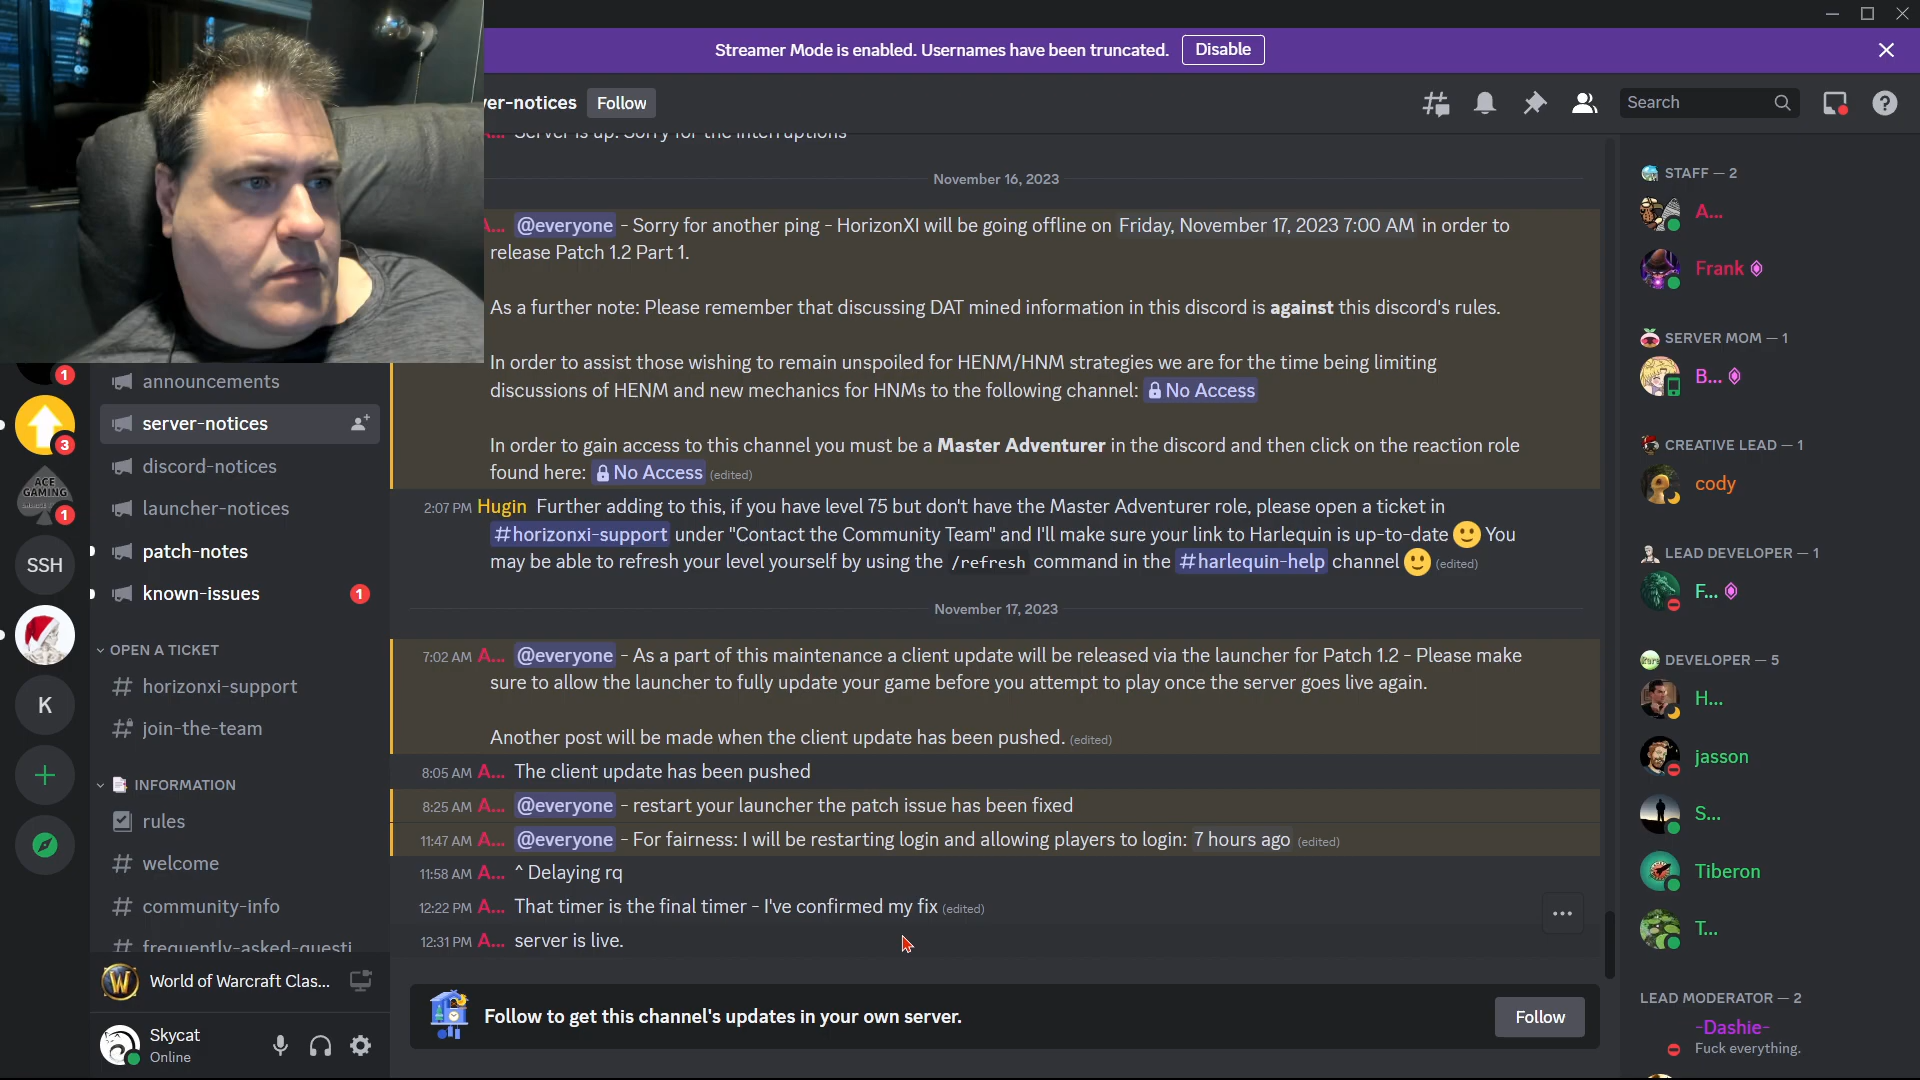 Streamer Mode is enabled. Usernames have been truncated.
Disable
ver-notices
Follow
Search
A... Server is up. Sorry for the interruptions
November 16, 2023
A... @everyone - Sorry for another ping - HorizonXI will be going offline on Friday, November 17, 2023 7:00 AM in order to
release Patch 1.2 Part 1.
As a further note: Please remember that discussing DAT mined information in this discord is against this discord's rules.
In order to assist those wishing to remain unspoiled for HENM/HNM strategies we are for the time being limiting
discussions of HENM and new mechanics for HNMs to the following channel: No Access
In order to gain access to this channel you must be a Master Adventurer in the discord and then click on the reaction role
found here: No Access (edited)
2:07 PM Hugin Further adding to this, if you have level 75 but don't have the Master Adventurer role, please open a ticket in
#horizonxi-support under "Contact the Community Team" and I'll make sure your link to Harlequin is up-to-date 🙂 You
may be able to refresh your level yourself by using the /refresh command in the #harlequin-help channel 🙂 (edited)
November 17, 2023
7:02 AM A... @everyone - As a part of this maintenance a client update will be released via the launcher for Patch 1.2 - Please make
sure to allow the launcher to fully update your game before you attempt to play once the server goes live again.
Another post will be made when the client update has been pushed. (edited)
8:05 AM A... The client update has been pushed
8:25 AM A... @everyone - restart your launcher the patch issue has been fixed
11:47 AM A... @everyone - For fairness: I will be restarting login and allowing players to login: 7 hours ago (edited)
11:58 AM A... ^ Delaying rq
12:22 PM A... That timer is the final timer - I've confirmed my fix (edited)
12:31 PM A... server is live.
Follow to get this channel's updates in your own server.
Follow
1
3
ACE
GAMING
1
SSH
K
announcements
server-notices
discord-notices
launcher-notices
patch-notes
known-issues
1
OPEN A TICKET
horizonxi-support
join-the-team
INFORMATION
rules
welcome
community-info
frequently-asked-questi
World of Warcraft Clas...
Skycat
Online
STAFF — 2
A...
Frank
SERVER MOM — 1
B...
CREATIVE LEAD — 1
cody
LEAD DEVELOPER — 1
F...
DEVELOPER — 5
H...
jasson
S...
Tiberon
T...
LEAD MODERATOR — 2
-Dashie-
Fuck everything.